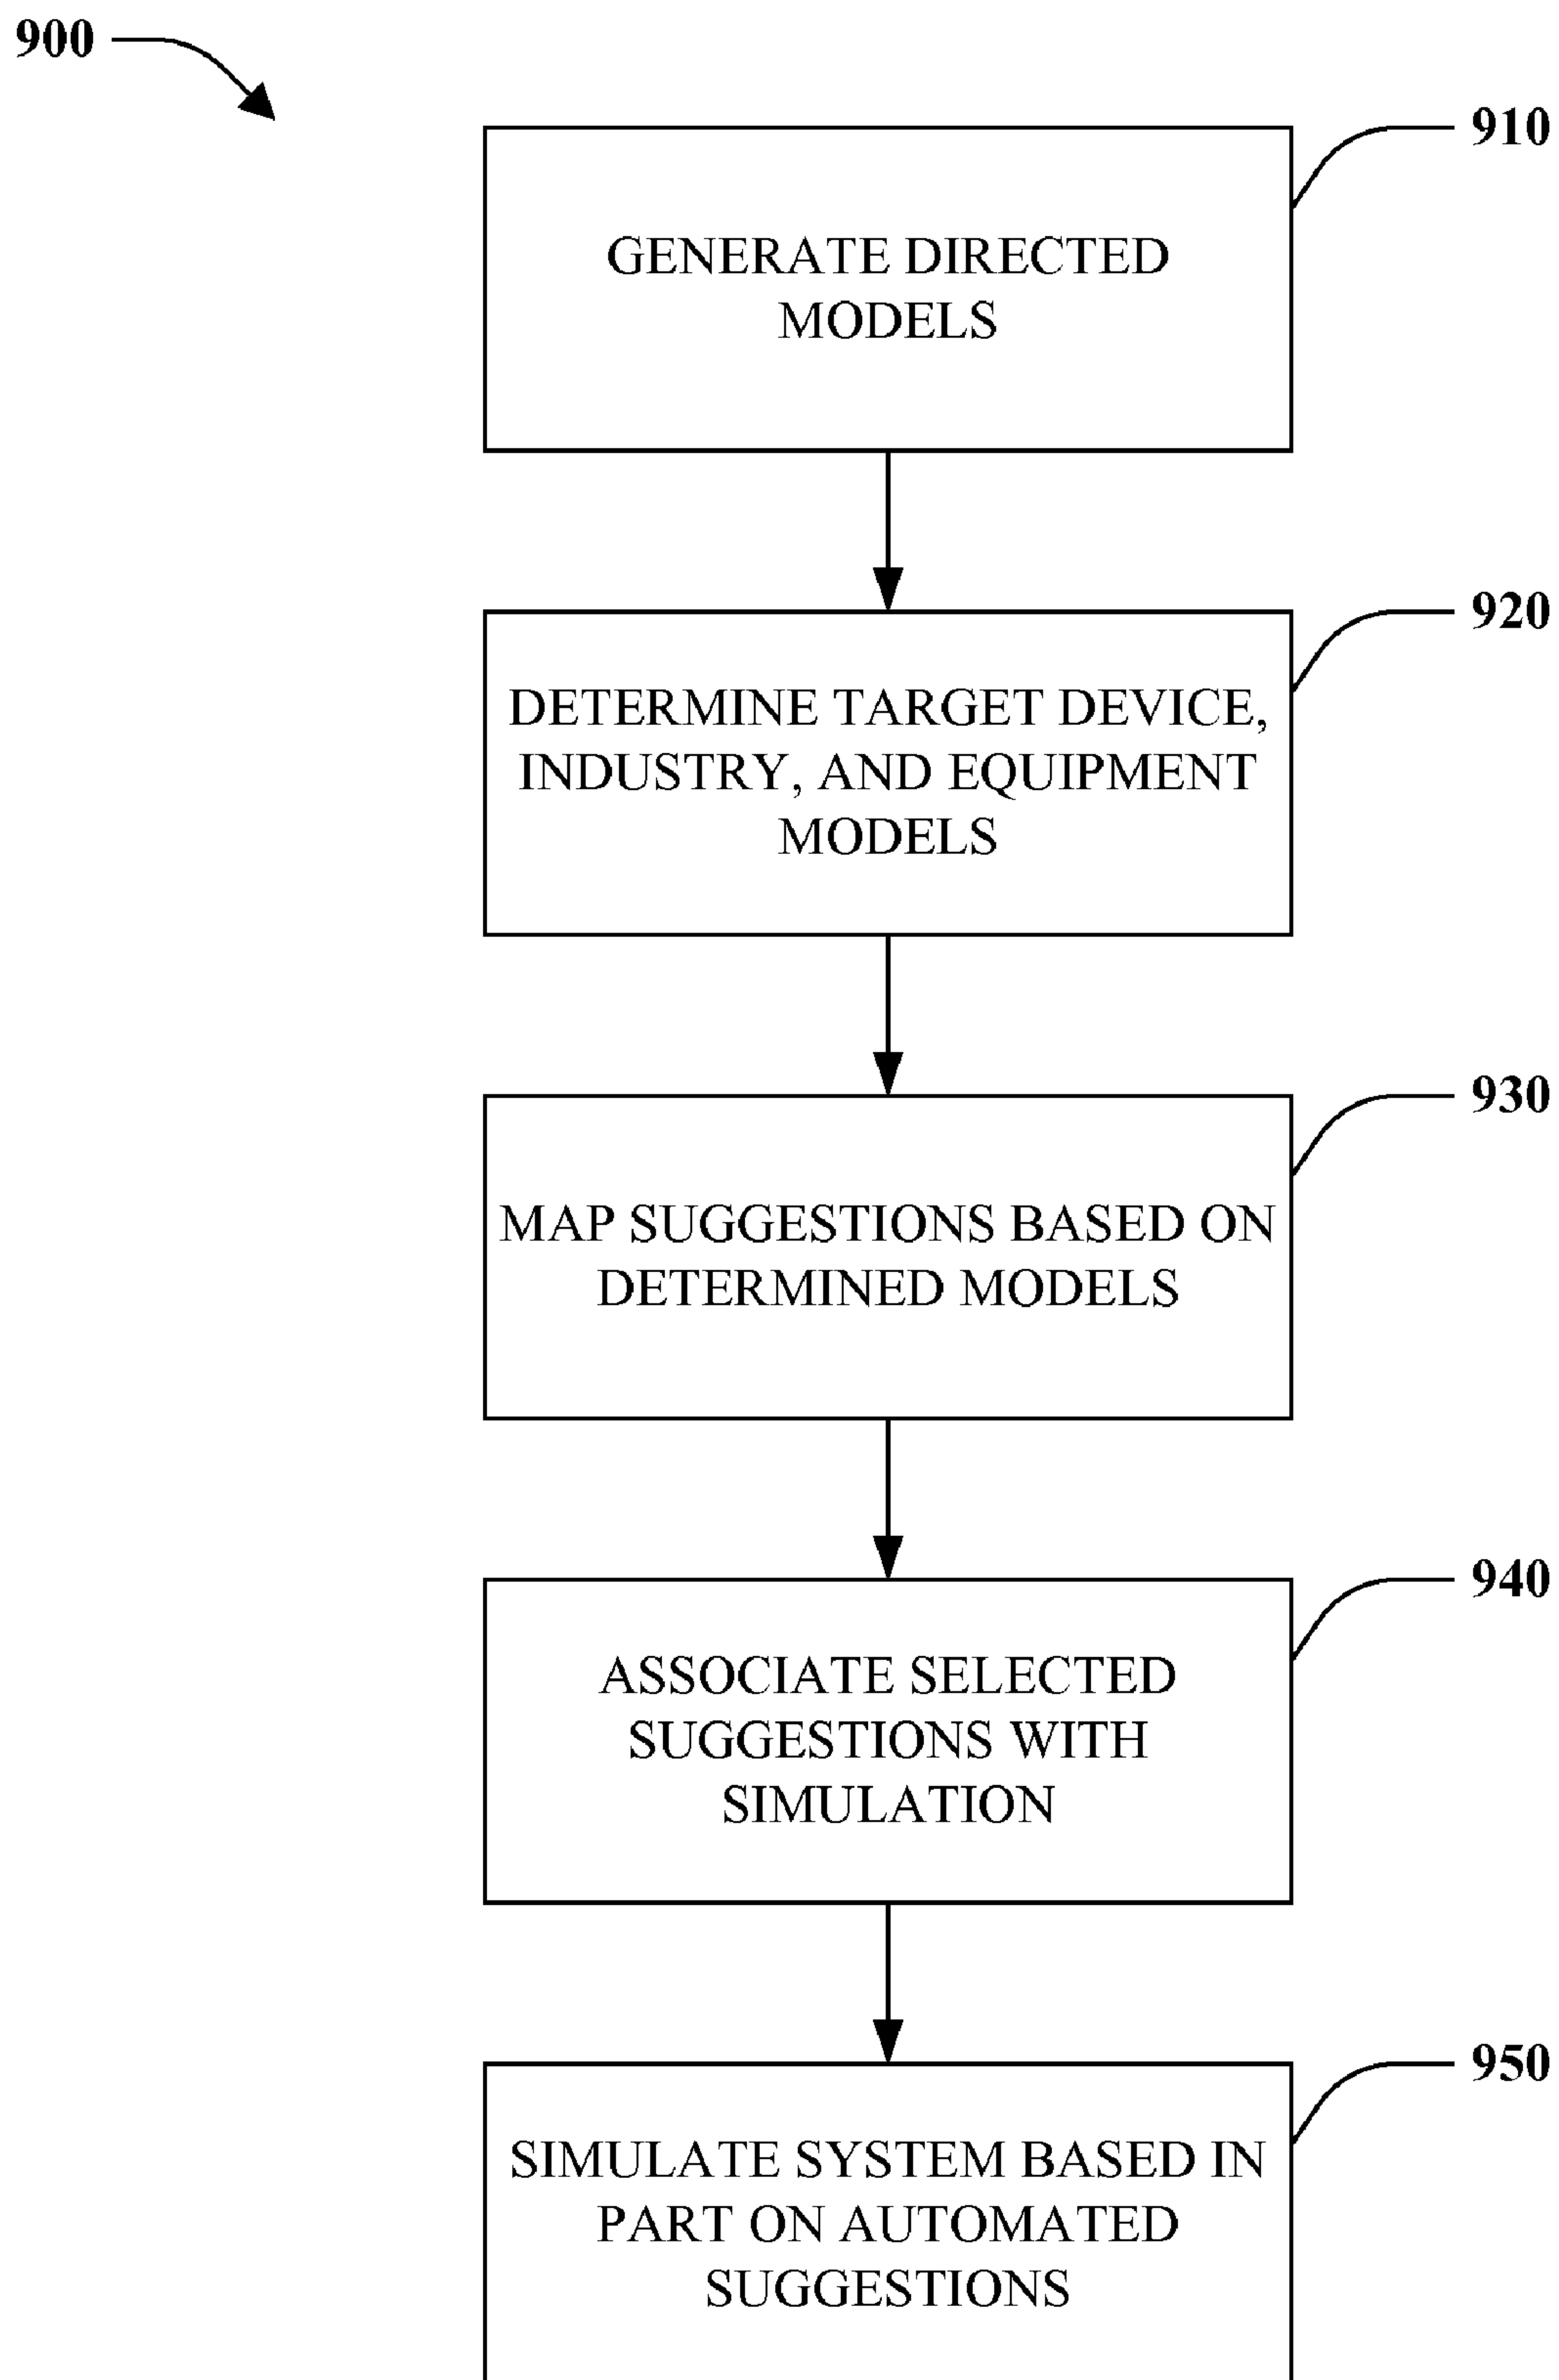 900
910
GENERATE DIRECTED
MODELS
920
DETERMINE TARGET DEVICE,
INDUSTRY, AND EQUIPMENT
MODELS
930
MAP SUGGESTIONS BASED ON
DETERMINED MODELS
940
ASSOCIATE SELECTED
SUGGESTIONS WITH
SIMULATION
950
SIMULATE SYSTEM BASED IN
PART ON AUTOMATED
SUGGESTIONS